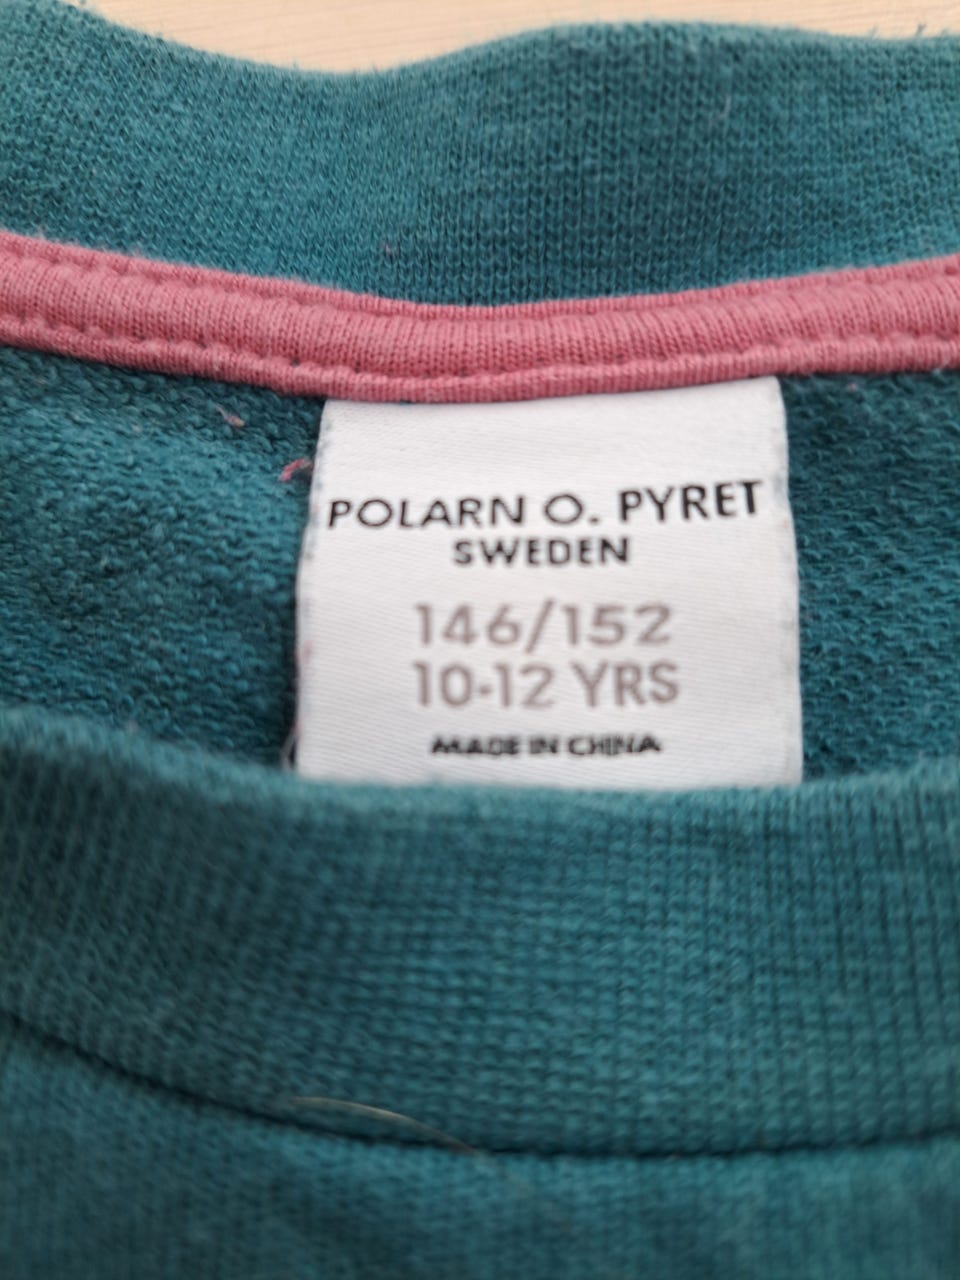 POLARN O. PYRET
SWEDEN
146/152
10-12 YRS
MADE IN CHINA